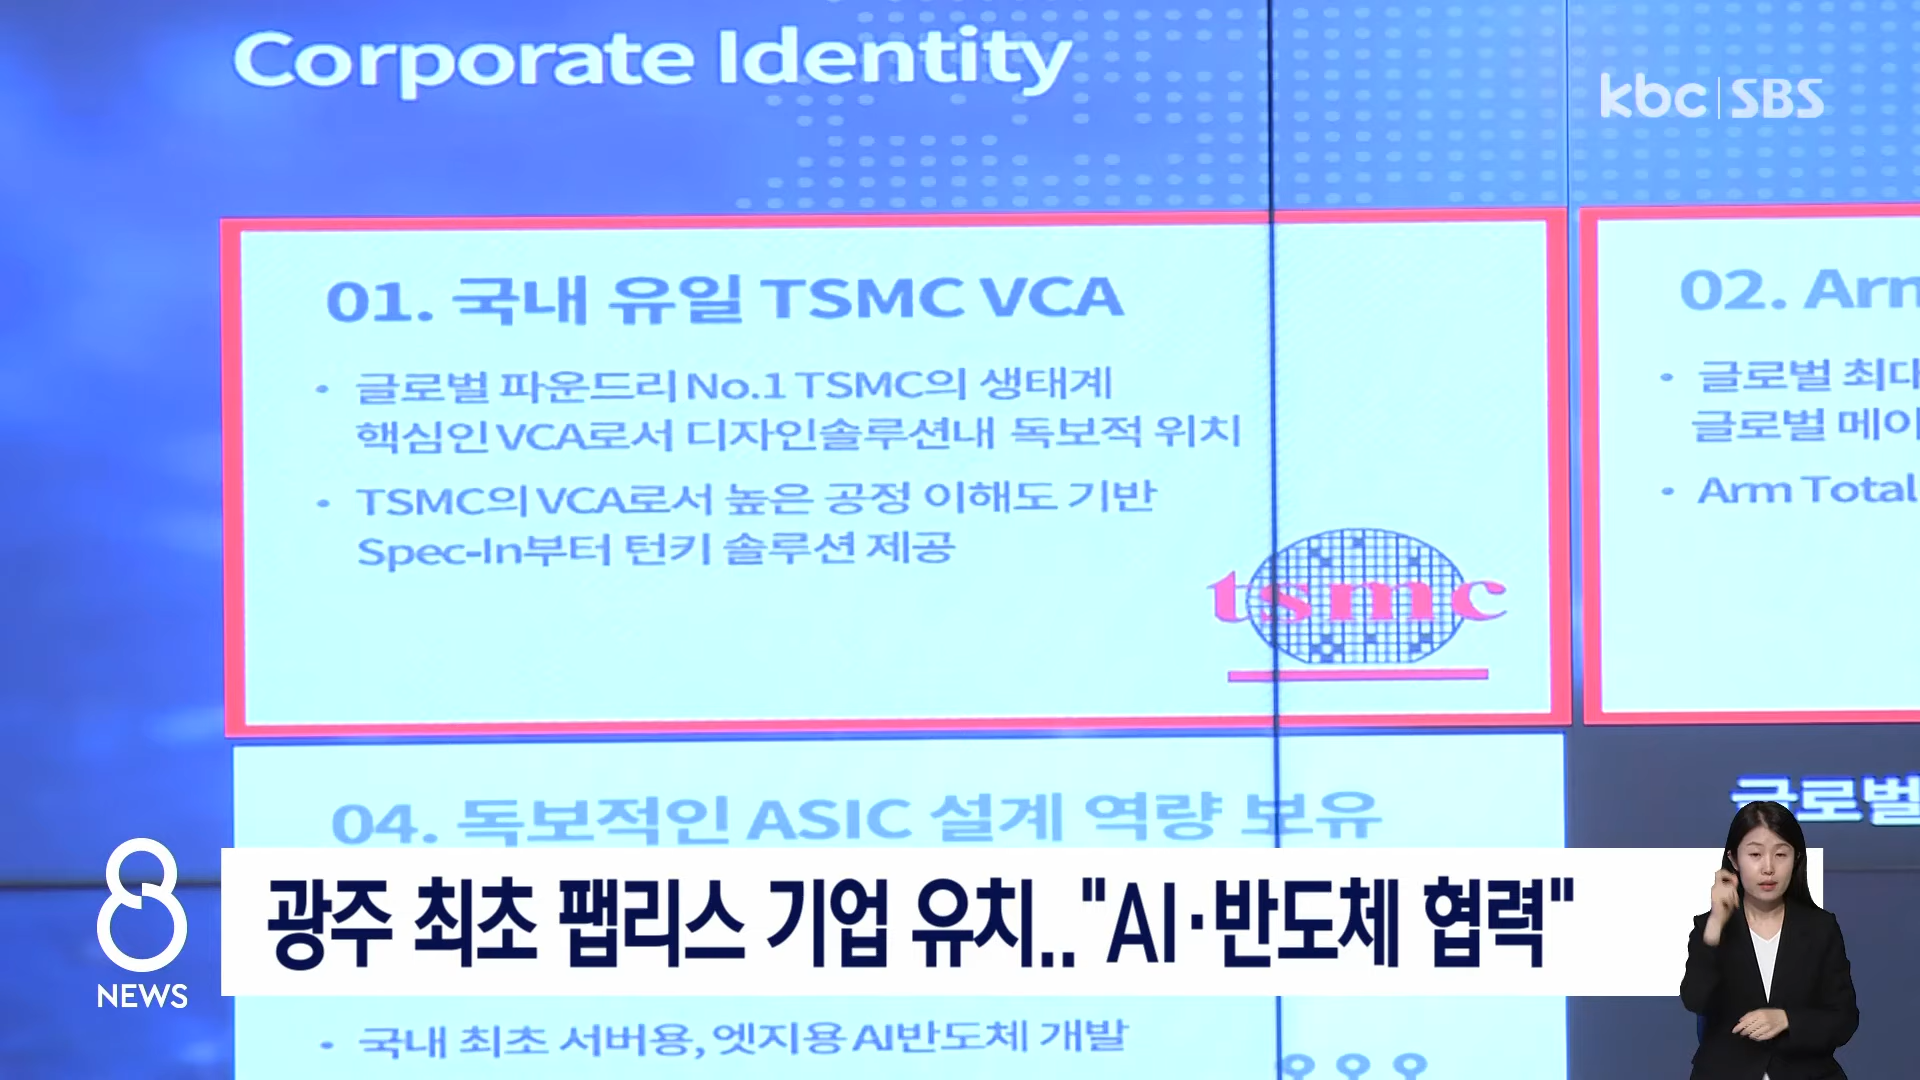 Corporate Identity
kbc SBS
01. 국내 유일 TSMC VCA
• 글로벌 파운드리 No.1 TSMC의 생태계
핵심인 VCA로서 디자인솔루션내 독보적 위치
• TSMC의 VCA로서 높은 공정 이해도 기반
Spec-In부터 턴키 솔루션 제공
tsmc
02. Arm
• 글로벌 최대
글로벌 메이
• Arm Total
04. 독보적인 ASIC 설계 역량 보유
글로벌
8
NEWS
광주 최초 팹리스 기업 유치.."AI·반도체 협력"
• 국내 최초 서버용, 엣지용 AI반도체 개발